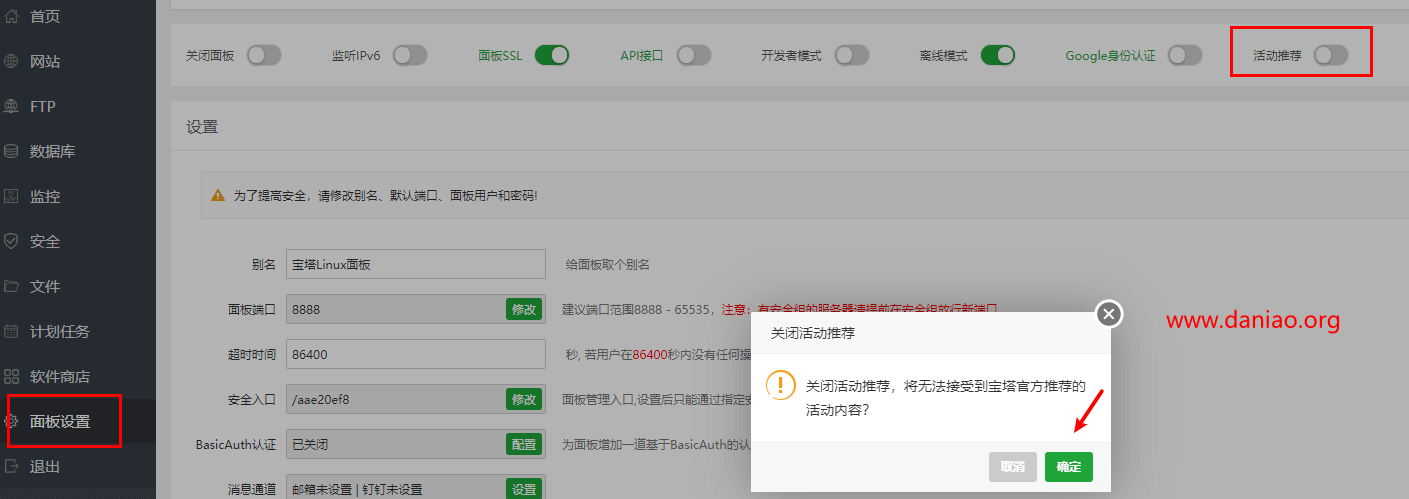 首页
网站
FTP
数据库
监控
安全
文件
计划任务
软件商店
面板设置
退出
关闭面板 监听IPv6 面板SSL API接口 开发者模式 离线模式 Google身份认证 活动推荐
设置
为了提高安全，请修改别名、默认端口、面板用户和密码!
别名 宝塔Linux面板 给面板取个别名
面板端口 8888 修改 建议端口范围8888 - 65535，注意：有安全组的服务器请提前在安全组放行新端口
超时时间 86400 秒, 若用户在86400秒内没有任何操
安全入口 /aae20ef8 修改 面板管理入口,设置后只能通过指定安
BasicAuth认证 已关闭 配置 为面板增加一道基于BasicAuth的认
消息通道 邮箱未设置 | 钉钉未设置 设置
关闭活动推荐
关闭活动推荐，将无法接受到宝塔官方推荐的
活动内容?
取消 确定
www.daniao.org